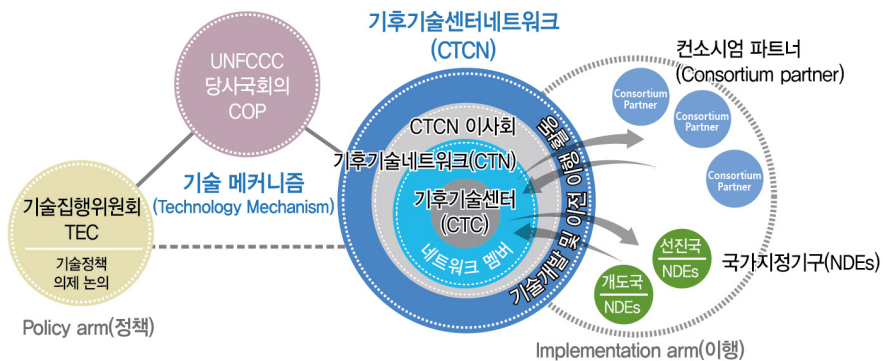 UNFCCC
당사국회의
COP
기술집행위원회
TEC
기술정책
의제 논의
Policy arm(정책)
기술 메커니즘
(Technology Mechanism)
기후기술센터네트워크
(CTCN)
CTCN 이사회
기후기술네트워크(CTN)
기후기술센터
(CTC)
네트워크 멤버
기술개발 및 이전 이행 총괄
컨소시엄 파트너
(Consortium partner)
Consortium
Partner
Consortium
Partner
Consortium
Partner
선진국
NDEs
개도국
NDEs
국가지정기구(NDEs)
Implementation arm(이행)